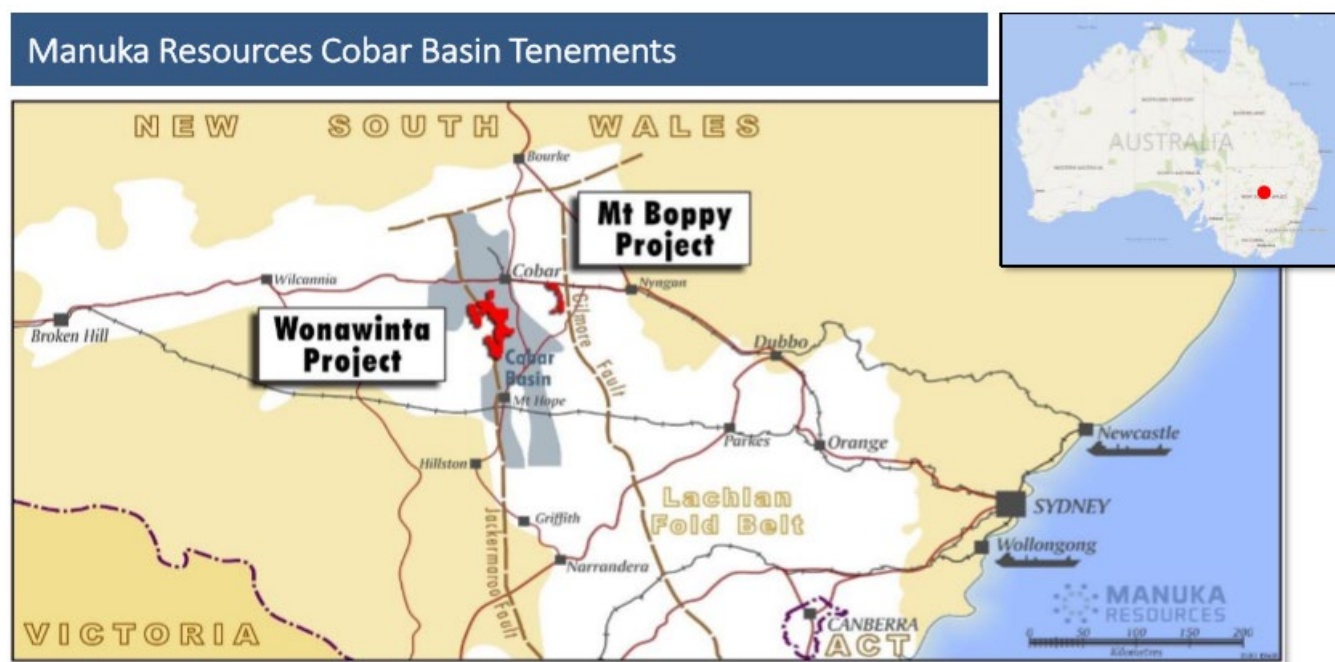 Manuka Resources Cobar Basin Tenements
AUSTRALIA
NEW SOUTH WALES
Bourke
Mt Boppy
Project
Wilcannia
Cobar
Nyngan
Broken Hill
Wonawinta
Project
Gilmore
Fault
Cobar
Basin
Dubbo
Mt Hope
Parkes
Orange
Newcastle
Hillston
Lachlan
Fold Belt
SYDNEY
Griffith
Jackermaroo Fault
Wollongong
Narrandera
MANUKA
RESOURCES
CANBERRA
VICTORIA
ACT
0 50 100 150 200
Kilometres